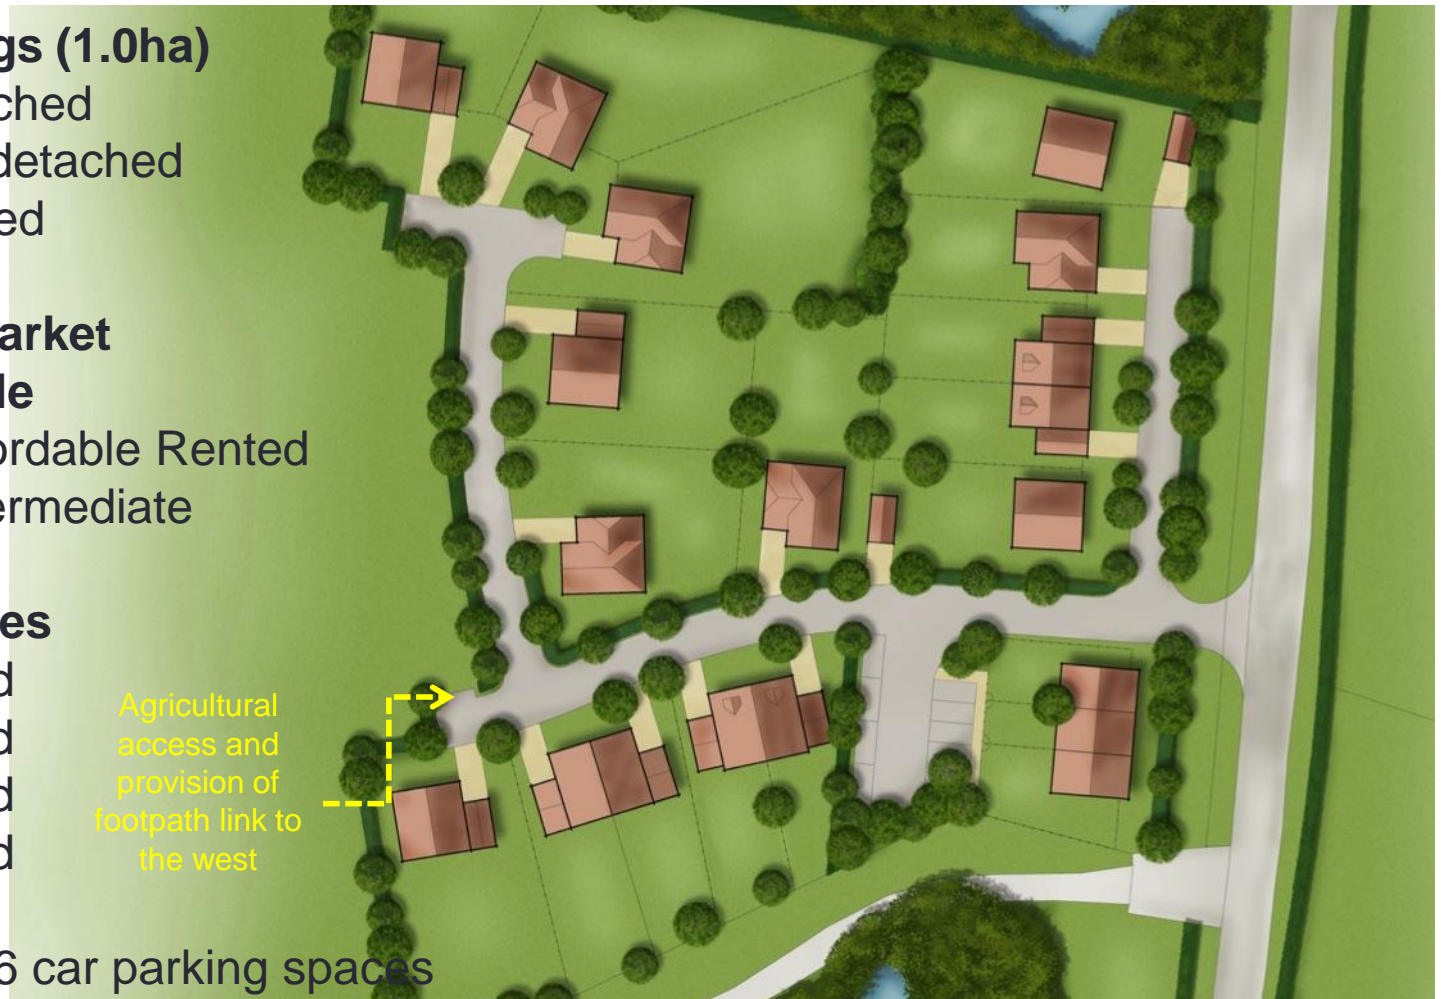 gs (1.0ha)
ched
detached
ed
arket
le
ordable Rented
ermediate
es
d
d
d
d
6 car parking spaces
Agricultural
access and
provision of
footpath link to
the west